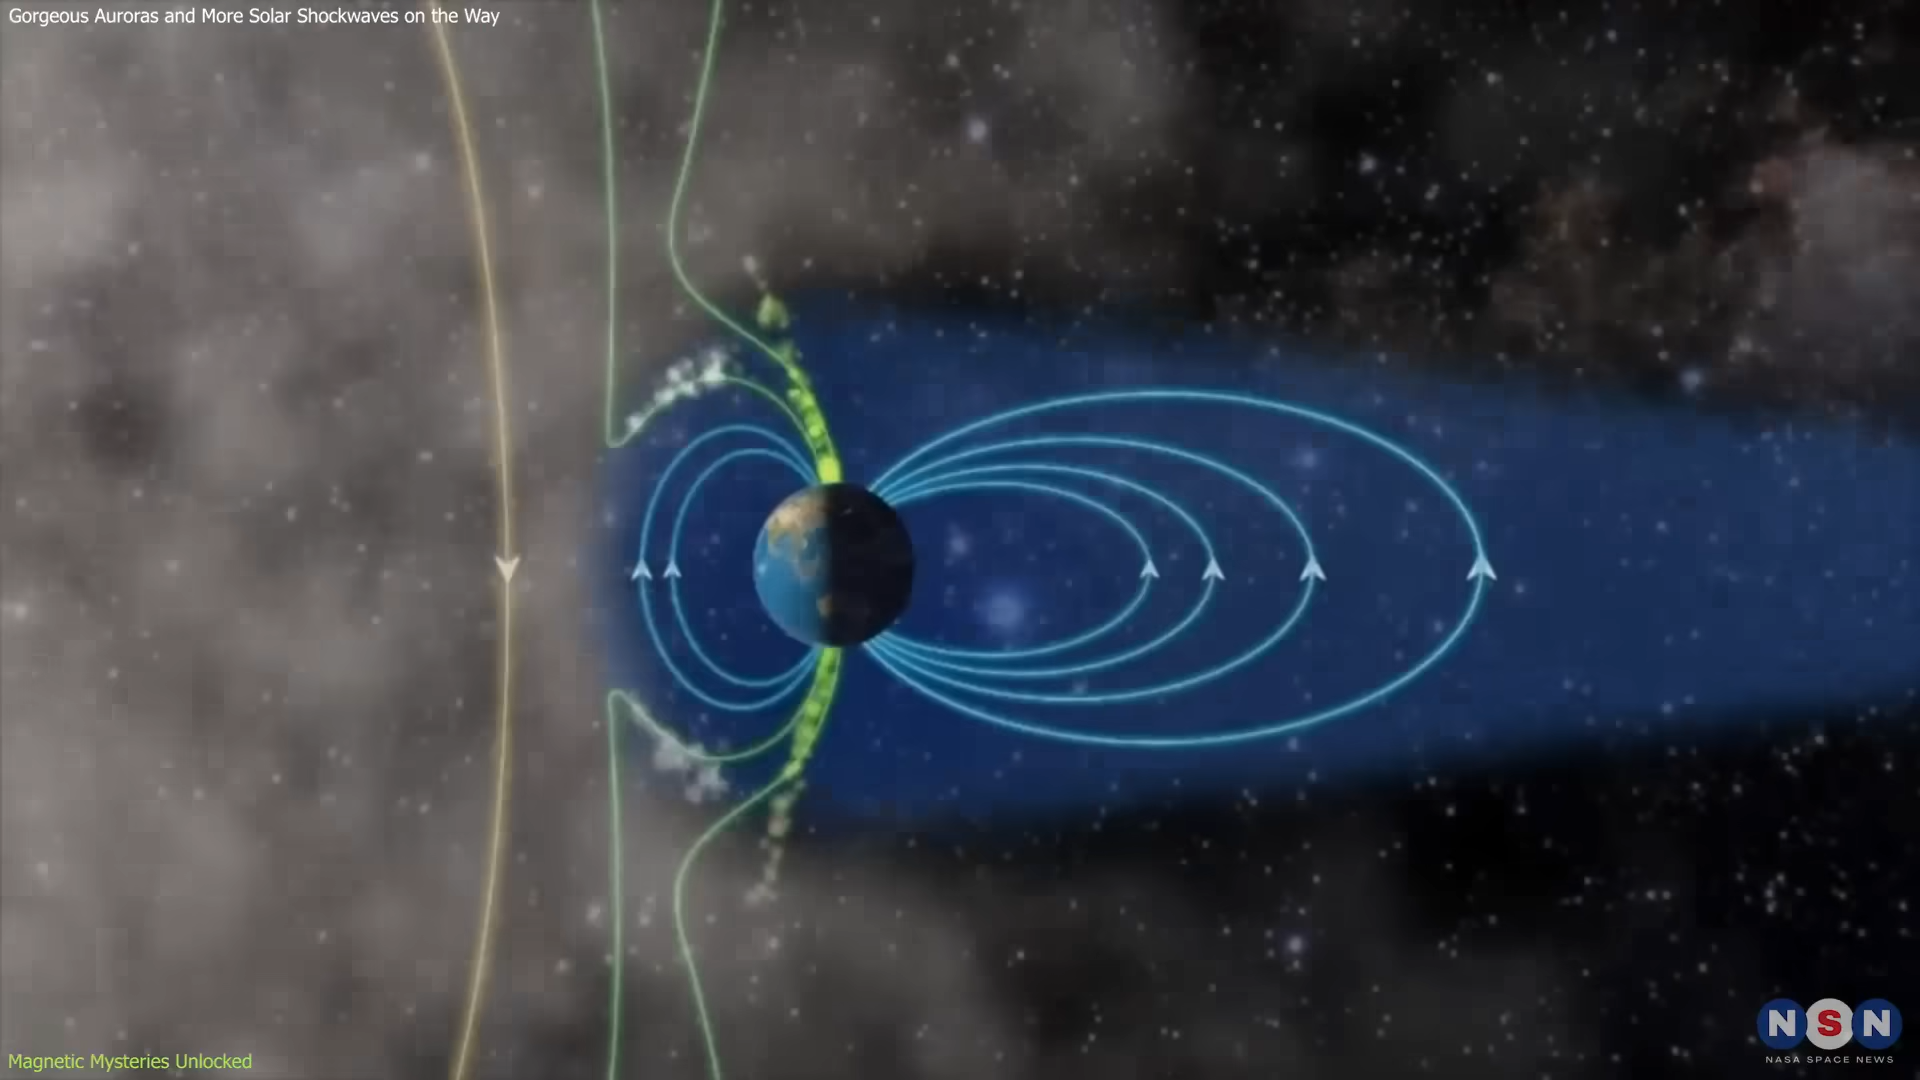 Gorgeous Auroras and More Solar Shockwaves on the Way
Magnetic Mysteries Unlocked
NSN
NASA SPACE NEWS